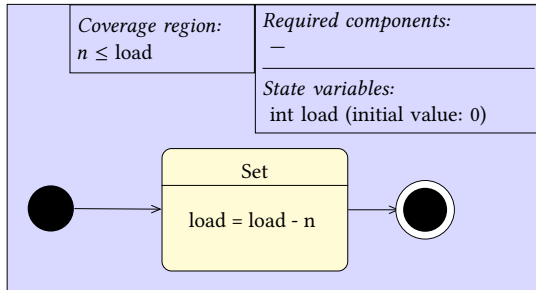 Coverage region:
n ≤ load
Required components:
—
State variables:
int load (initial value: 0)
Set
load = load - n